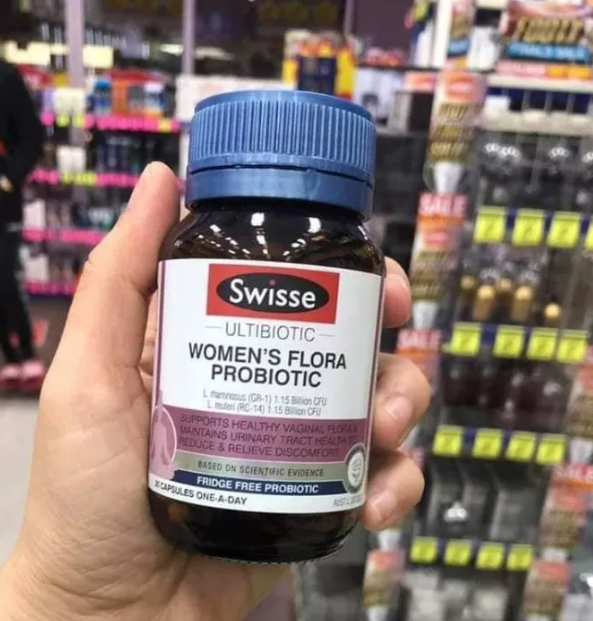 Swisse
ULTIBIOTIC
WOMEN'S FLORA
PROBIOTIC
L. rhamnosus (GR-1) 1.15 Billion CFU
L. reuteri (RC-14) 1.15 Billion CFU
SUPPORTS HEALTHY VAGINAL FLORA &
MAINTAINS URINARY TRACT HEALTH TO
REDUCE & RELIEVE DISCOMFORT
BASED ON SCIENTIFIC EVIDENCE
FRIDGE FREE PROBIOTIC
CAPSULES ONE-A-DAY
SALE
SALE